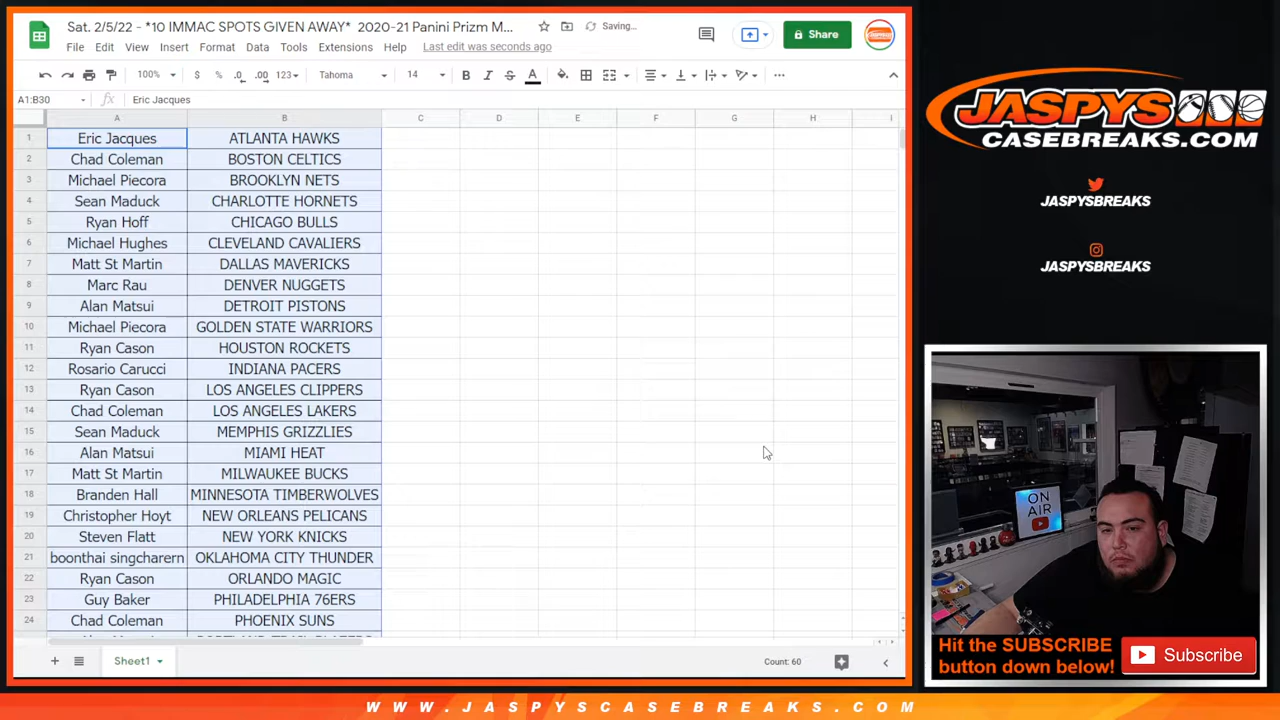 Sat. 2/5/22 - *10 IMMAC SPOTS GIVEN AWAY* 2020-21 Panini Prizm M...
Saving...
File Edit View Insert Format Data Tools Extensions Help Last edit was seconds ago
Share
100% $ % .0 .00 123 Tahoma 14 B I S A
A1:B30 fx Eric Jacques
A B C D E F G H I
1 Eric Jacques ATLANTA HAWKS
2 Chad Coleman BOSTON CELTICS
3 Michael Piecora BROOKLYN NETS
4 Sean Maduck CHARLOTTE HORNETS
5 Ryan Hoff CHICAGO BULLS
6 Michael Hughes CLEVELAND CAVALIERS
7 Matt St Martin DALLAS MAVERICKS
8 Marc Rau DENVER NUGGETS
9 Alan Matsui DETROIT PISTONS
10 Michael Piecora GOLDEN STATE WARRIORS
11 Ryan Cason HOUSTON ROCKETS
12 Rosario Carucci INDIANA PACERS
13 Ryan Cason LOS ANGELES CLIPPERS
14 Chad Coleman LOS ANGELES LAKERS
15 Sean Maduck MEMPHIS GRIZZLIES
16 Alan Matsui MIAMI HEAT
17 Matt St Martin MILWAUKEE BUCKS
18 Branden Hall MINNESOTA TIMBERWOLVES
19 Christopher Hoyt NEW ORLEANS PELICANS
20 Steven Flatt NEW YORK KNICKS
21 boonthai singcharern OKLAHOMA CITY THUNDER
22 Ryan Cason ORLANDO MAGIC
23 Guy Baker PHILADELPHIA 76ERS
24 Chad Coleman PHOENIX SUNS
Sheet1
Count: 60
JASPYS
CASEBREAKS.COM
JASPYSBREAKS
JASPYSBREAKS
ON
AIR
Hit the SUBSCRIBE
button down below!
Subscribe
WWW.JASPYSCASEBREAKS.COM